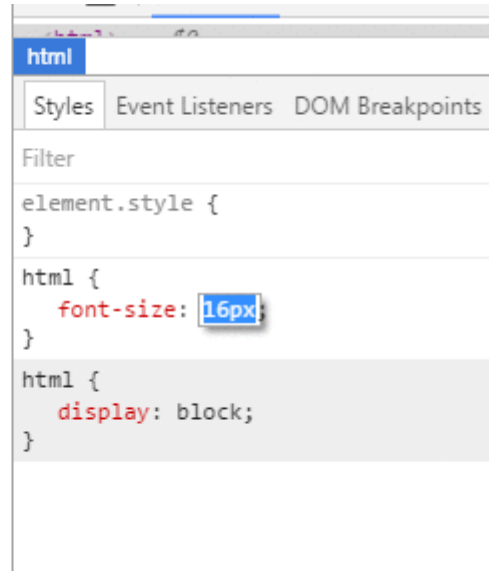 html
Styles Event Listeners DOM Breakpoints
Filter
element.style {
}
html {
font-size: 16px;
}
html {
display: block;
}